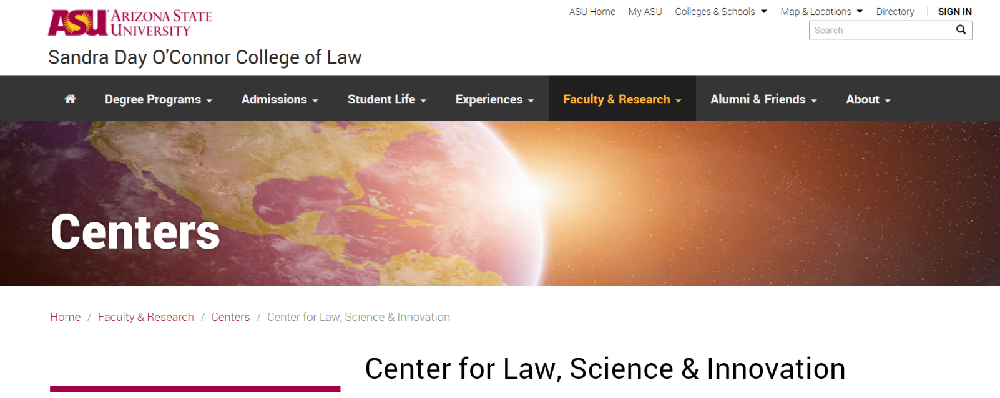 ASU ARIZONA STATE UNIVERSITY
ASU Home My ASU Colleges & Schools Map & Locations Directory | SIGN IN
Search
Sandra Day O'Connor College of Law
Degree Programs Admissions Student Life Experiences Faculty & Research Alumni & Friends About
Centers
Home / Faculty & Research / Centers / Center for Law, Science & Innovation
Center for Law, Science & Innovation